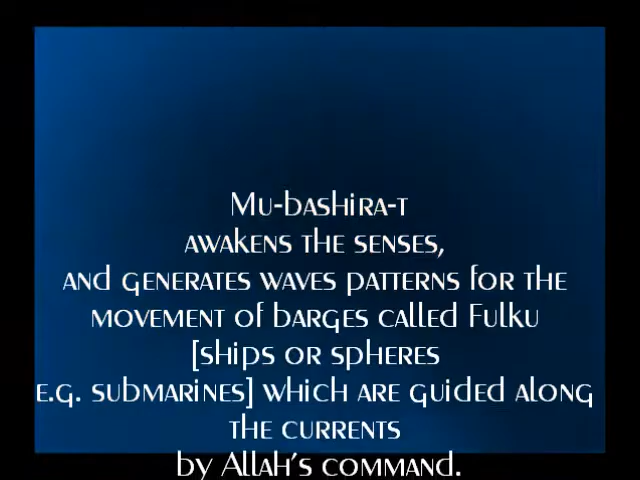 Mu-bashira-t
awakens the senses,
and generates waves patterns for the
movement of barges called Fulku
[ships or spheres
e.g. submarines] which are guided along
the currents
by Allah's command.